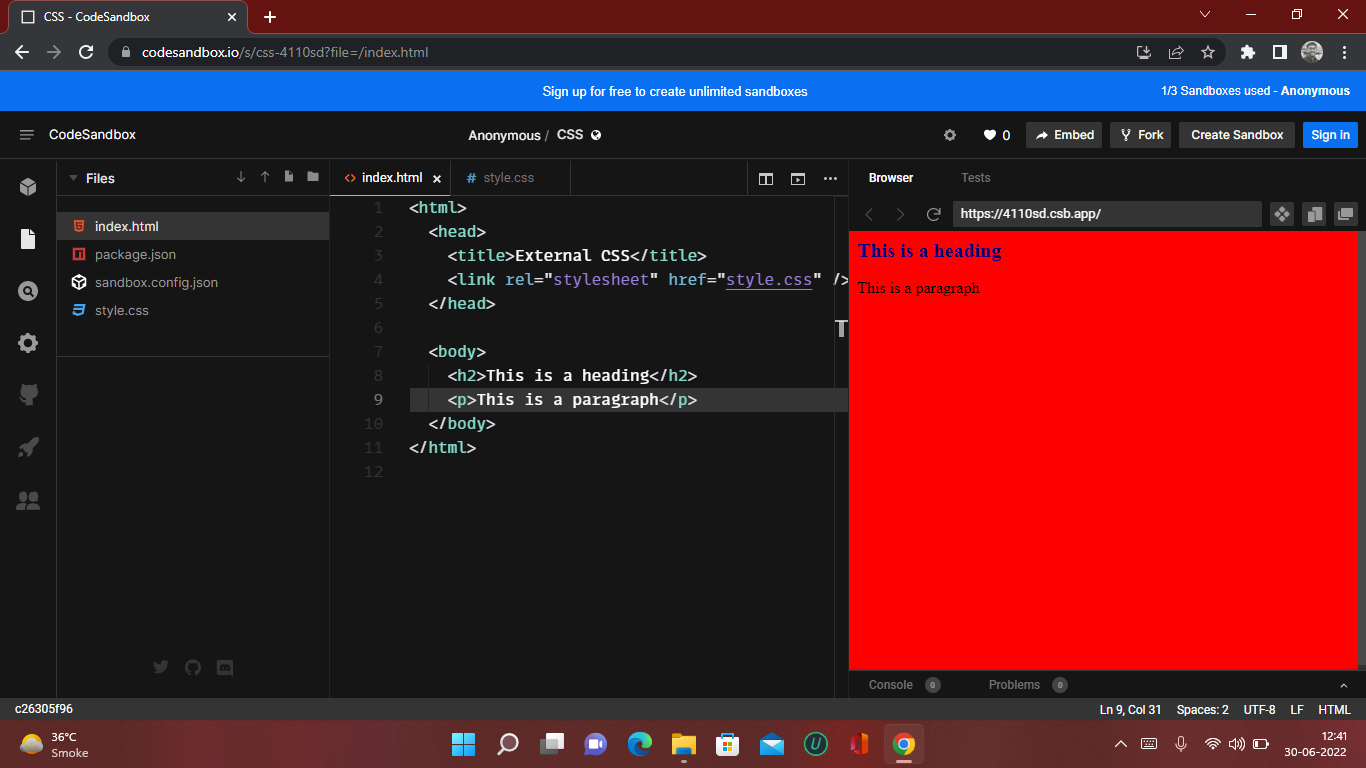 CSS - CodeSandbox
codesandbox.io/s/css-4110sd?file=/index.html
Sign up for free to create unlimited sandboxes
1/3 Sandboxes used - Anonymous
CodeSandbox
Anonymous / CSS
0
Embed
Fork
Create Sandbox
Sign in
Files
index.html
package.json
sandbox.config.json
style.css
index.html
style.css
1 <html>
2 <head>
3 <title>External CSS</title>
4 <link rel="stylesheet" href="style.css" />
5 </head>
6
7 <body>
8 <h2>This is a heading</h2>
9 <p>This is a paragraph</p>
10 </body>
11 </html>
12
Browser
Tests
https://4110sd.csb.app/
This is a heading
This is a paragraph
Console 0
Problems 0
c26305f96
Ln 9, Col 31 Spaces: 2 UTF-8 LF HTML
36°C
Smoke
12:41
30-06-2022